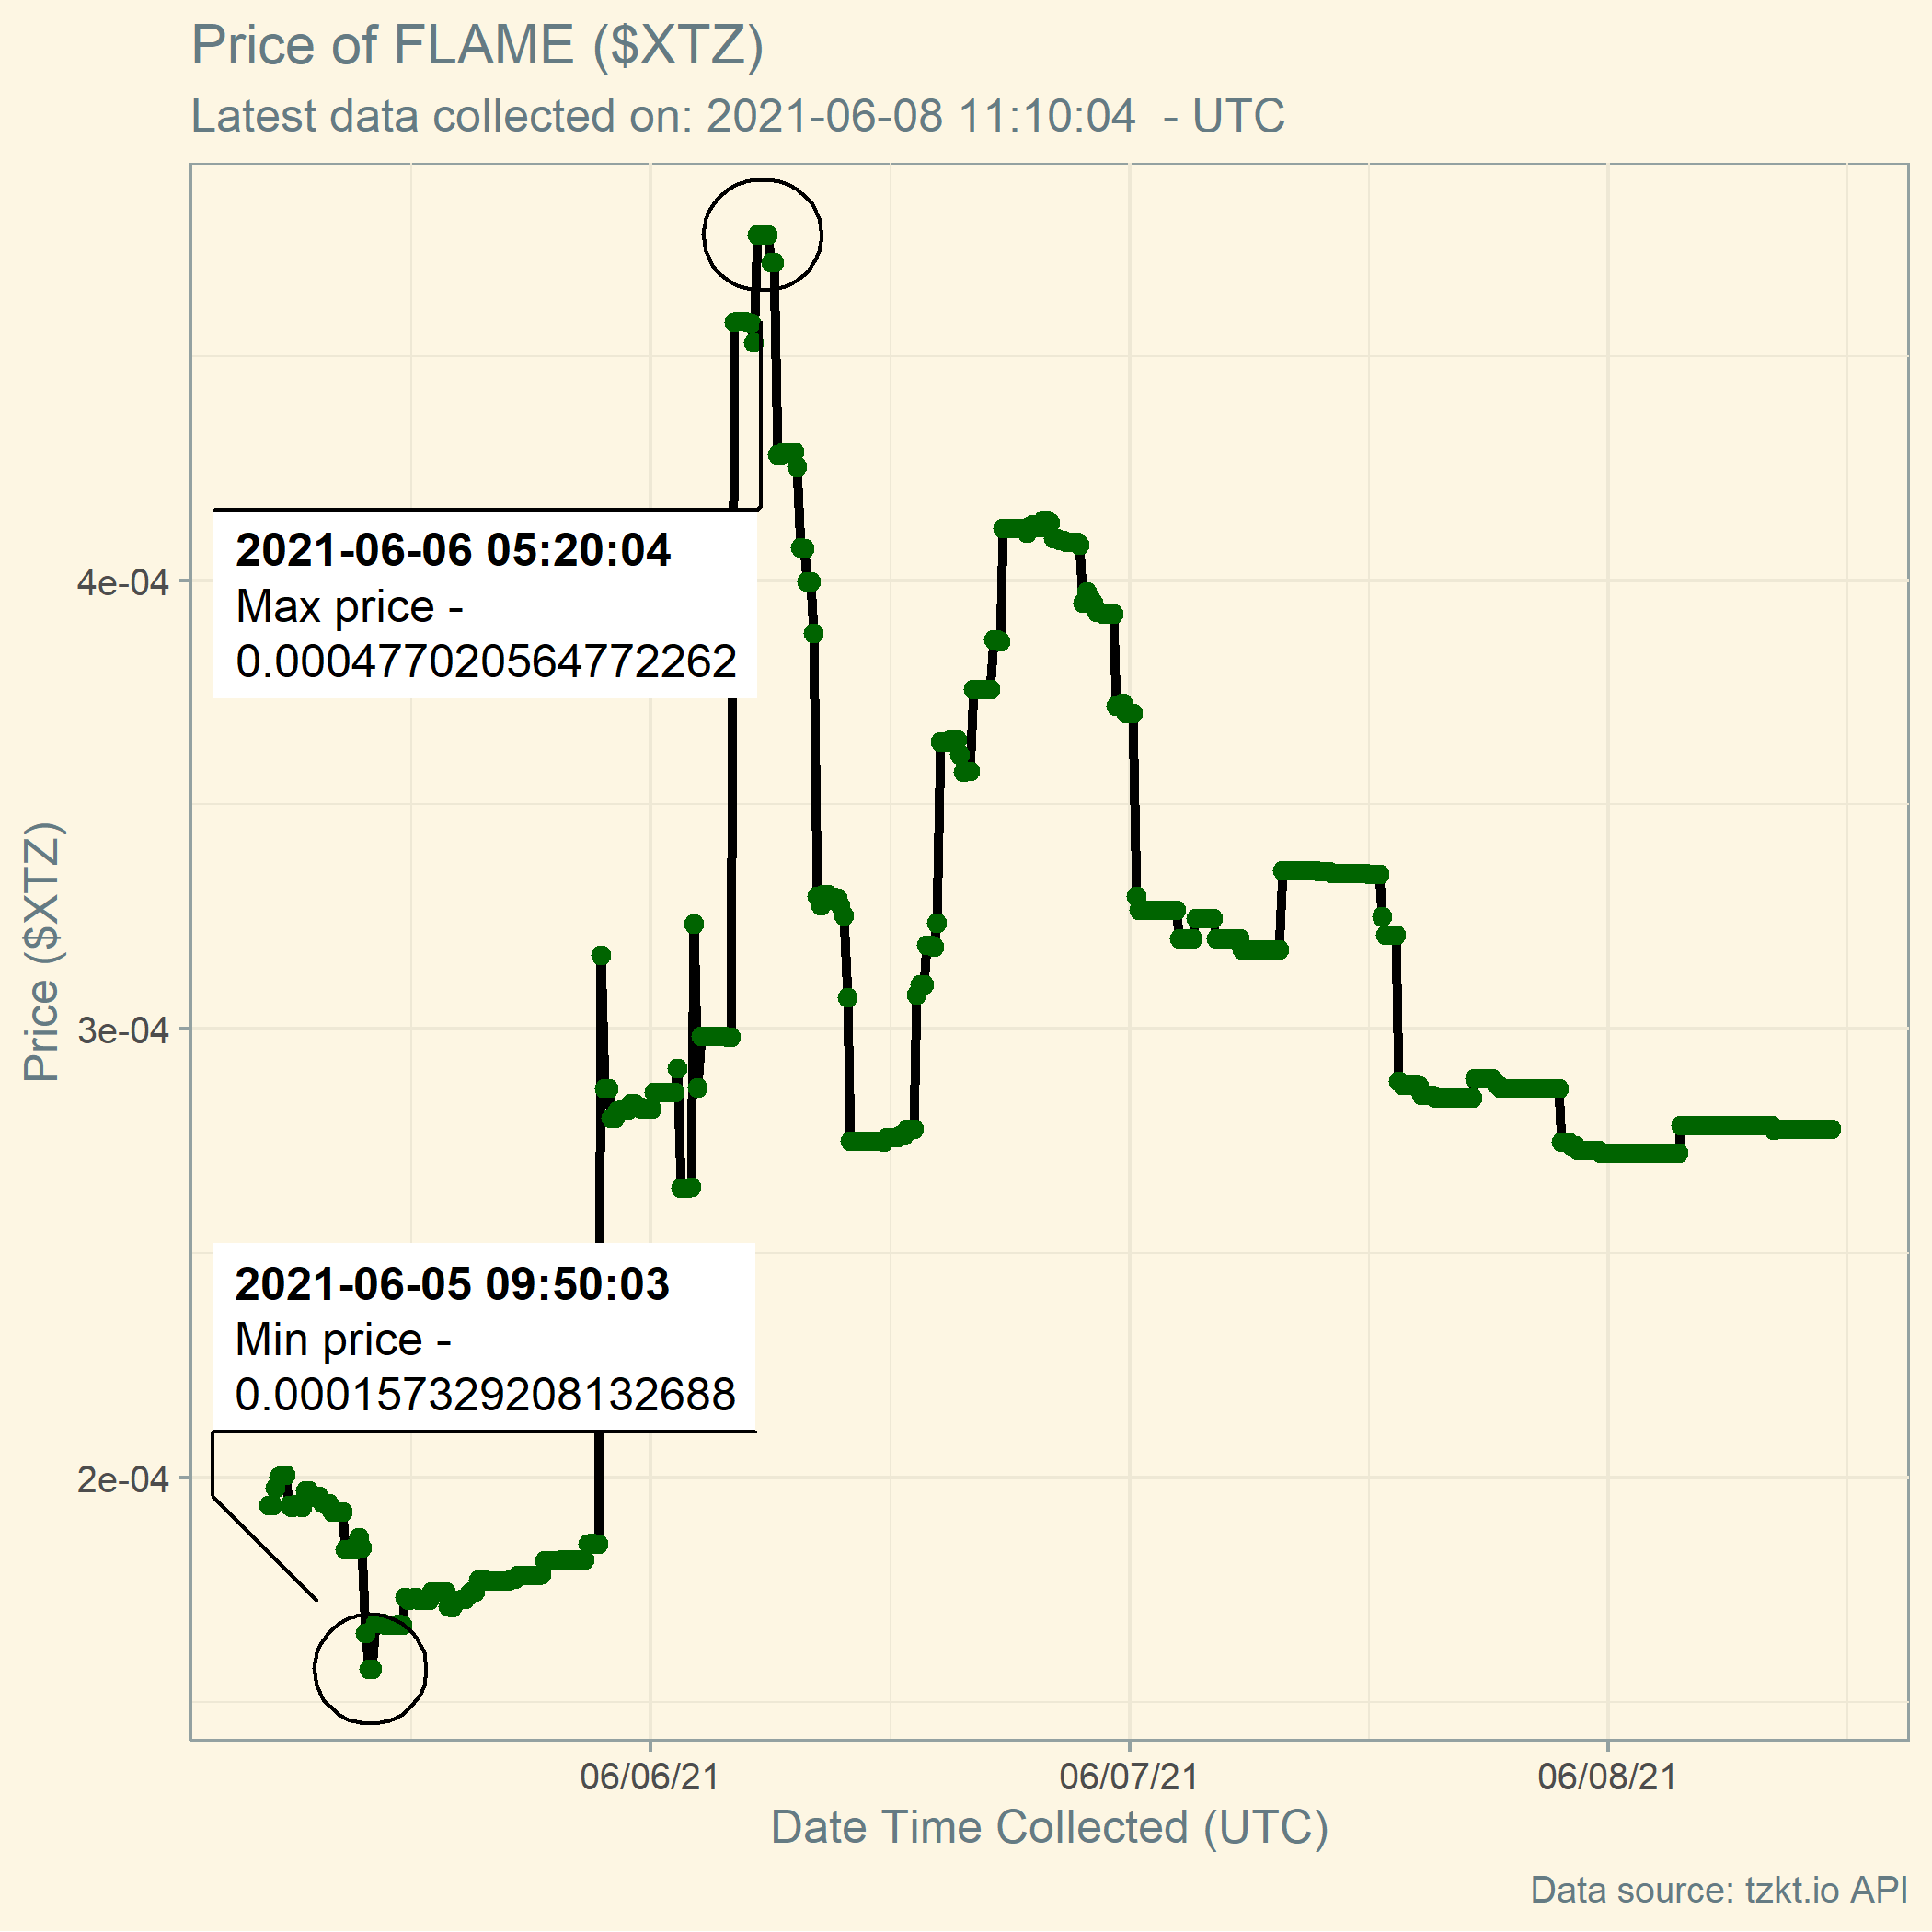 Price of FLAME ($XTZ)
Latest data collected on: 2021-06-08 11:10:04  - UTC
2021-06-06 05:20:04
Max price -
0.000477020564772262
4e-04
Price ($XTZ)
3e-04
2021-06-05 09:50:03
Min price -
0.000157329208132688
2e-04
06/06/21
06/07/21
06/08/21
Date Time Collected (UTC)
Data source: tzkt.io API